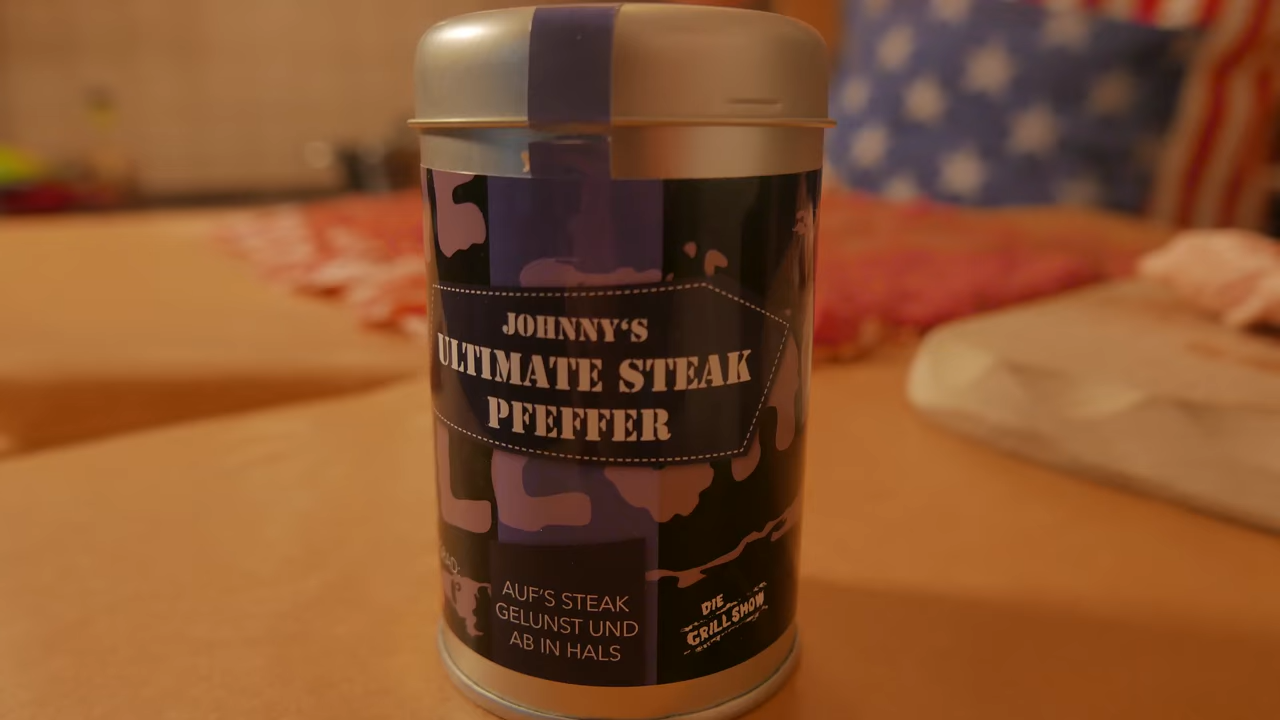 JOHNNY‘S
ULTIMATE STEAK
PFEFFER
AUF'S STEAK
GELUNST UND
AB IN HALS
DIE
GRILLSHOW